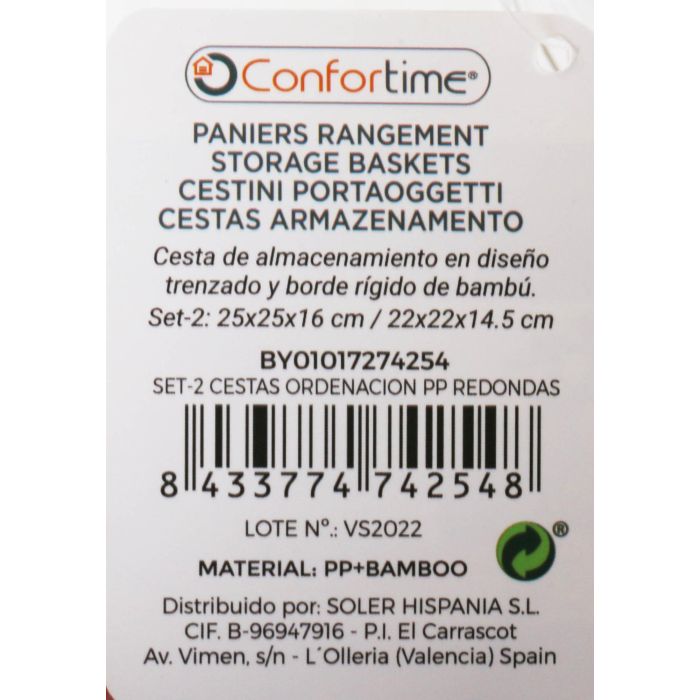 Confortime®
PANIERS RANGEMENT
STORAGE BASKETS
CESTINI PORTAOGGETTI
CESTAS ARMAZENAMENTO
Cesta de almacenamiento en diseño
trenzado y borde rígido de bambú.
Set-2: 25x25x16 cm / 22x22x14.5 cm
BY01017274254
SET-2 CESTAS ORDENACION PP REDONDAS
8 433774 742548
LOTE Nº.: VS2022
®
MATERIAL: PP+BAMBOO
Distribuido por: SOLER HISPANIA S.L.
CIF. B-96947916 - P.I. El Carrascot
Av. Vimen, s/n - L´Olleria (Valencia) Spain